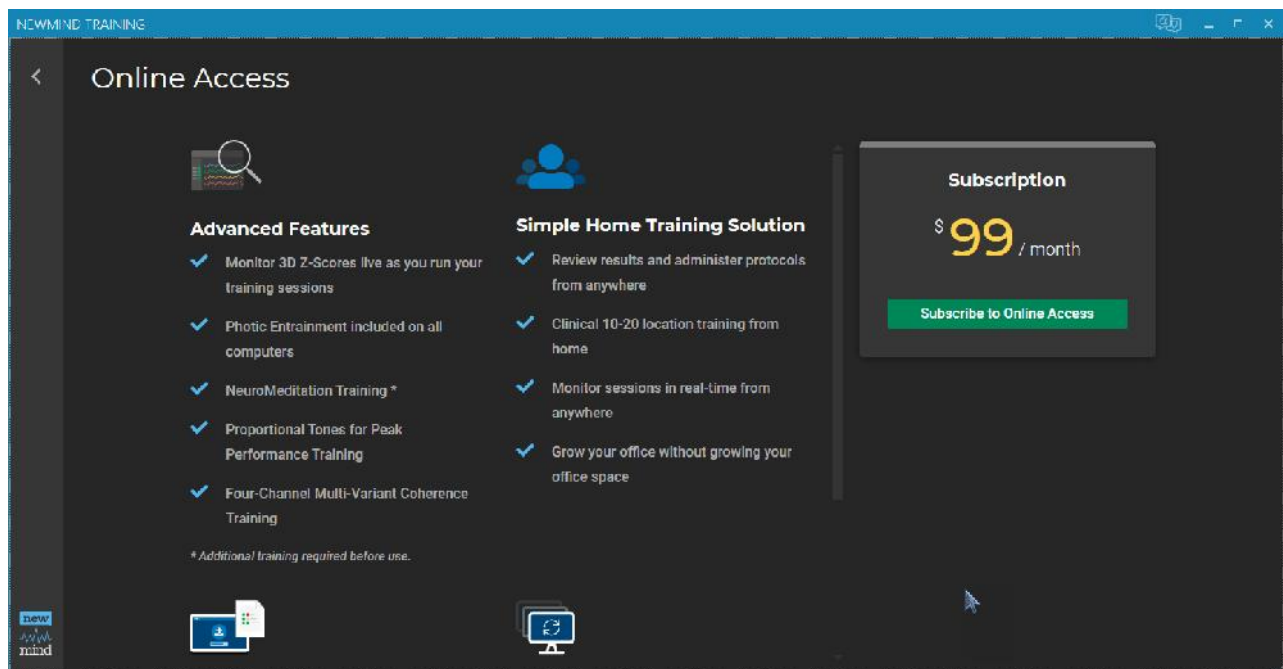 NEWMIND TRAINING
Online Access
Advanced Features
Monitor 3D Z-Scores live as you run your
training sessions
Photic Entrainment included on all
computers
NeuroMeditation Training *
Proportional Tones for Peak
Performance Training
Four-Channel Multi-Variant Coherence
Training
* Additional training required before use.
Simple Home Training Solution
Review results and administer protocols
from anywhere
Clinical 10-20 location training from
home
Monitor sessions in real-time from
anywhere
Grow your office without growing your
office space
Subscription
$99 / month
Subscribe to Online Access
new
mind